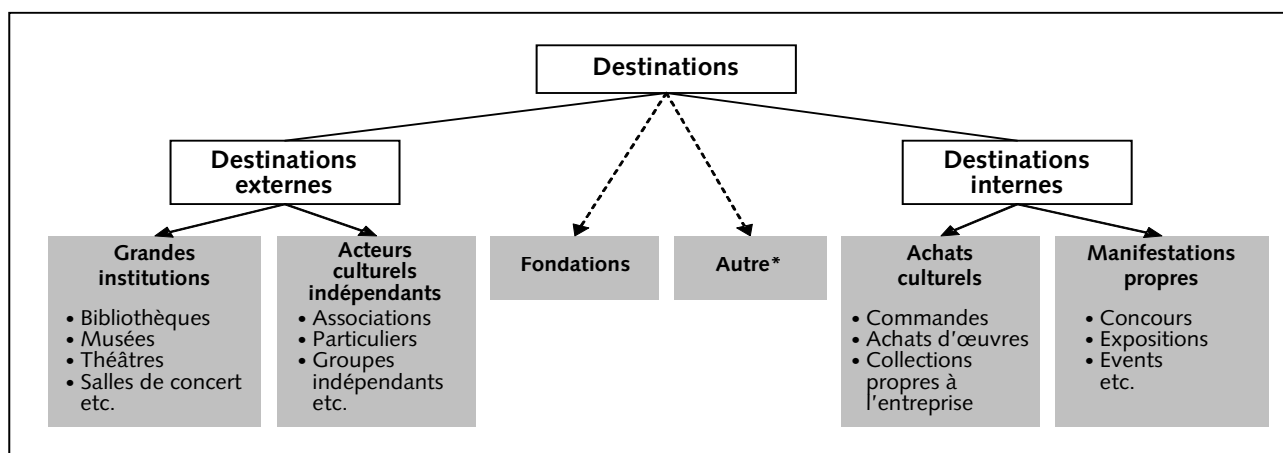 Destinations
Destinations
externes
Destinations
internes
Grandes
institutions
• Bibliothèques
• Musées
• Théâtres
• Salles de concert
etc.
Acteurs
culturels
indépendants
• Associations
• Particuliers
• Groupes
indépendants
etc.
Fondations
Autre*
Achats
culturels
• Commandes
• Achats d'œuvres
• Collections
propres à
l'entreprise
Manifestations
propres
• Concours
• Expositions
• Events
etc.